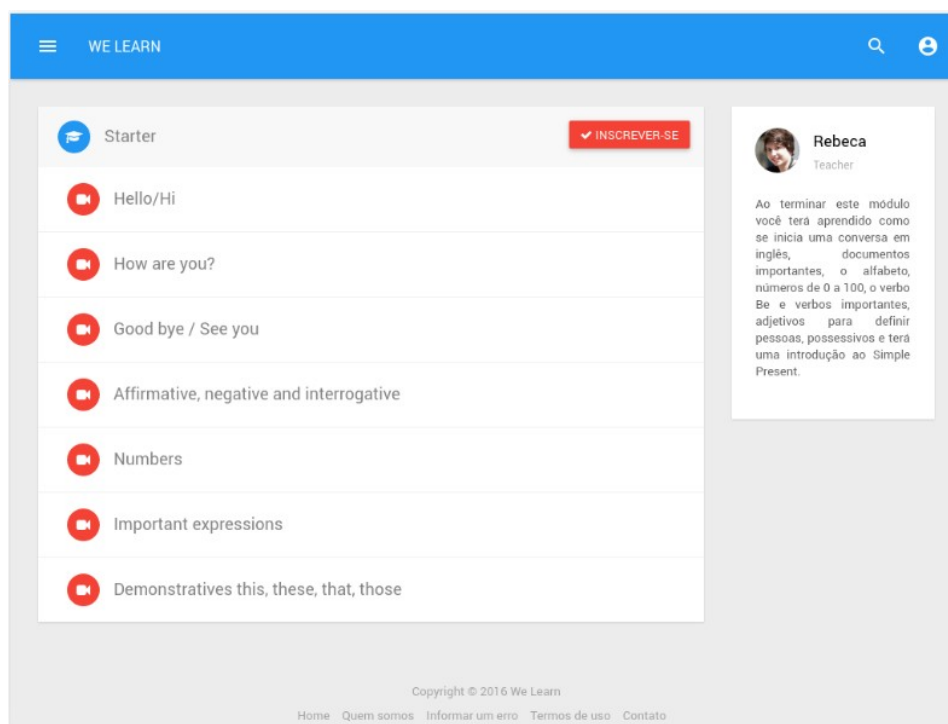 WE LEARN
Starter
INSCREVER-SE
Hello/Hi
How are you?
Good bye / See you
Affirmative, negative and interrogative
Numbers
Important expressions
Demonstratives this, these, that, those
Rebeca
Teacher
Ao terminar este módulo
você terá aprendido como
se inicia uma conversa em
inglês, documentos
importantes, o alfabeto,
números de 0 a 100, o verbo
Be e verbos importantes,
adjetivos para definir
pessoas, possessivos e terá
uma introdução ao Simple
Present.
Copyright © 2016 We Learn
Home Quem somos Informar um erro Termos de uso Contato